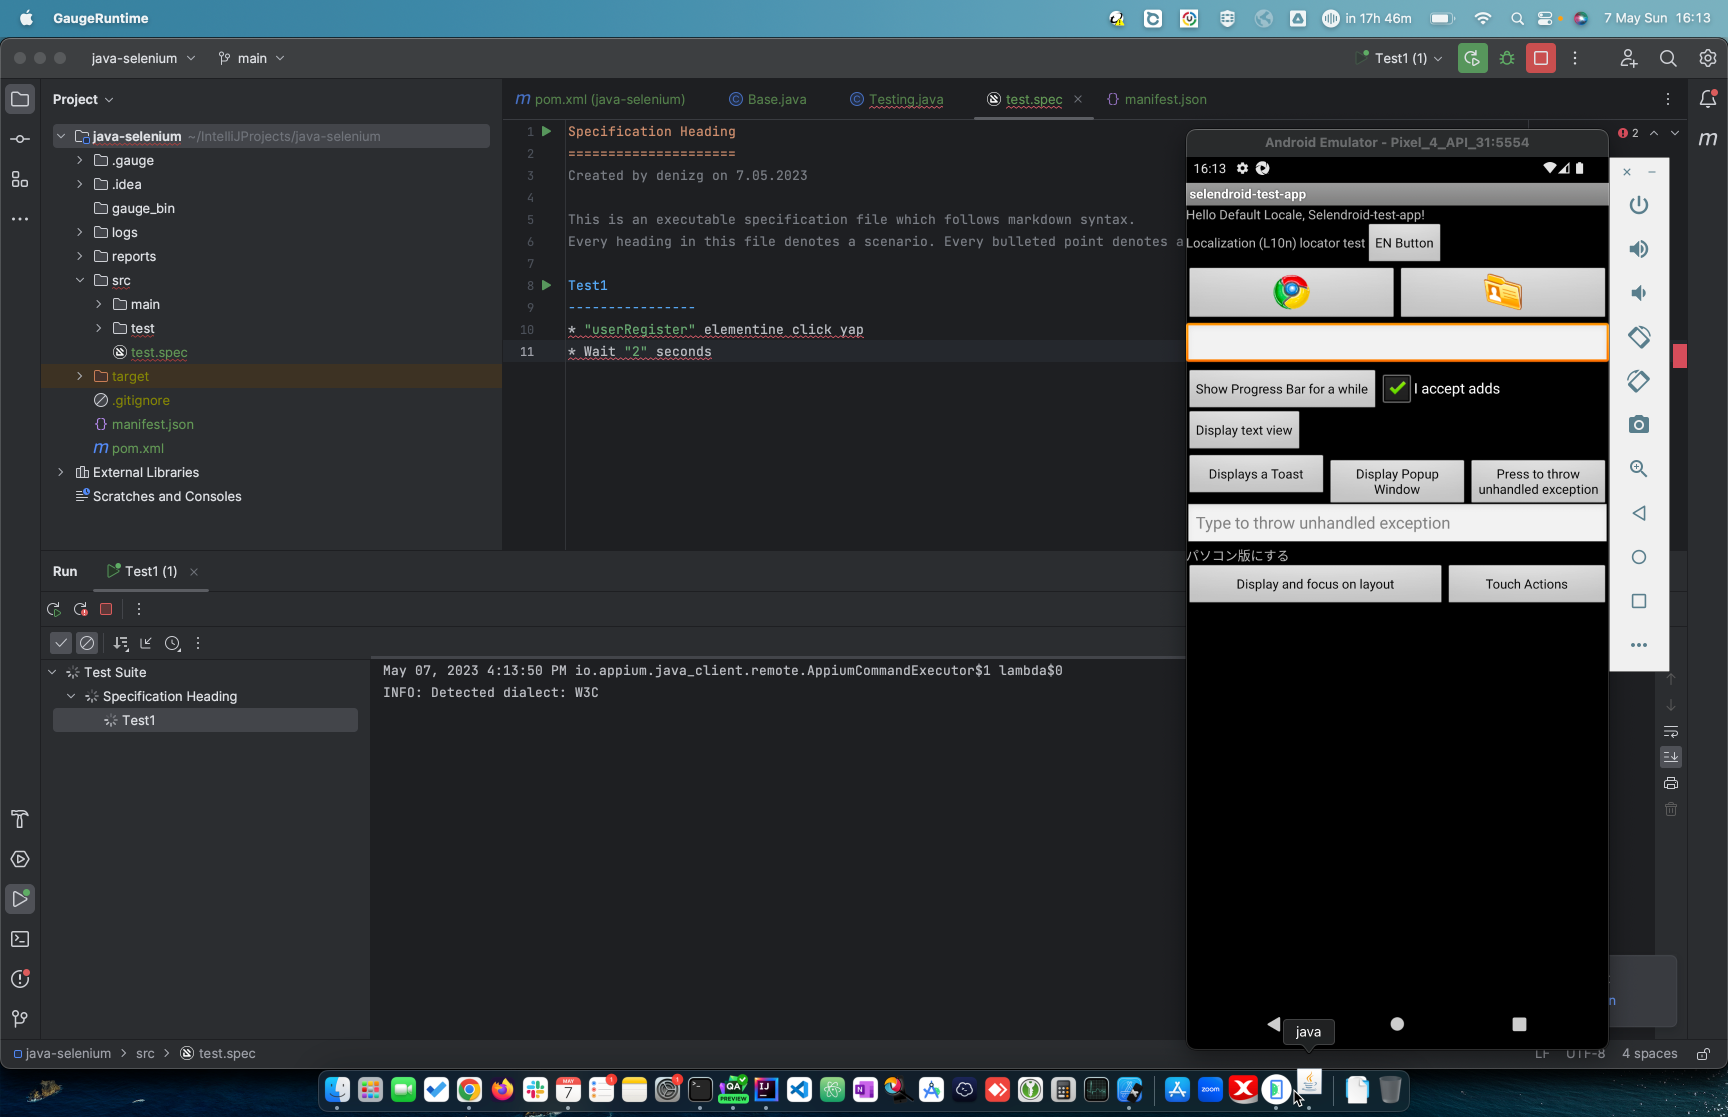 GaugeRuntime
in 17h 46m
7 May Sun 16:13
java-selenium
main
Test1 (1)
Project
pom.xml (java-selenium)
Base.java
Testing.java
test.spec
manifest.json
java-selenium ~/IntelliJProjects/java-selenium
.gauge
.idea
gauge_bin
logs
reports
src
main
test
test.spec
target
.gitignore
manifest.json
pom.xml
External Libraries
Scratches and Consoles
1 Specification Heading
2 =====================
3 Created by denizg on 7.05.2023
4
5 This is an executable specification file which follows markdown syntax.
6 Every heading in this file denotes a scenario. Every bulleted point denotes a
7
8 Test1
9 ----------------
10 * "userRegister" elementine click yap
11 * Wait "2" seconds
2
Android Emulator - Pixel_4_API_31:5554
16:13
selendroid-test-app
Hello Default Locale, Selendroid-test-app!
Localization (L10n) locator test EN Button
Show Progress Bar for a while
I accept adds
Display text view
Displays a Toast
Display Popup
Window
Press to throw
unhandled exception
Type to throw unhandled exception
パソコン版にする
Display and focus on layout
Touch Actions
Run
Test1 (1)
Test Suite
Specification Heading
Test1
May 07, 2023 4:13:50 PM io.appium.java_client.remote.AppiumCommandExecutor$1 lambda$0
INFO: Detected dialect: W3C
n
java
java-selenium
src
test.spec
LF
UTF-8
4 spaces
MAY
7
1
1
QA
PREVIEW
IJ
zoom